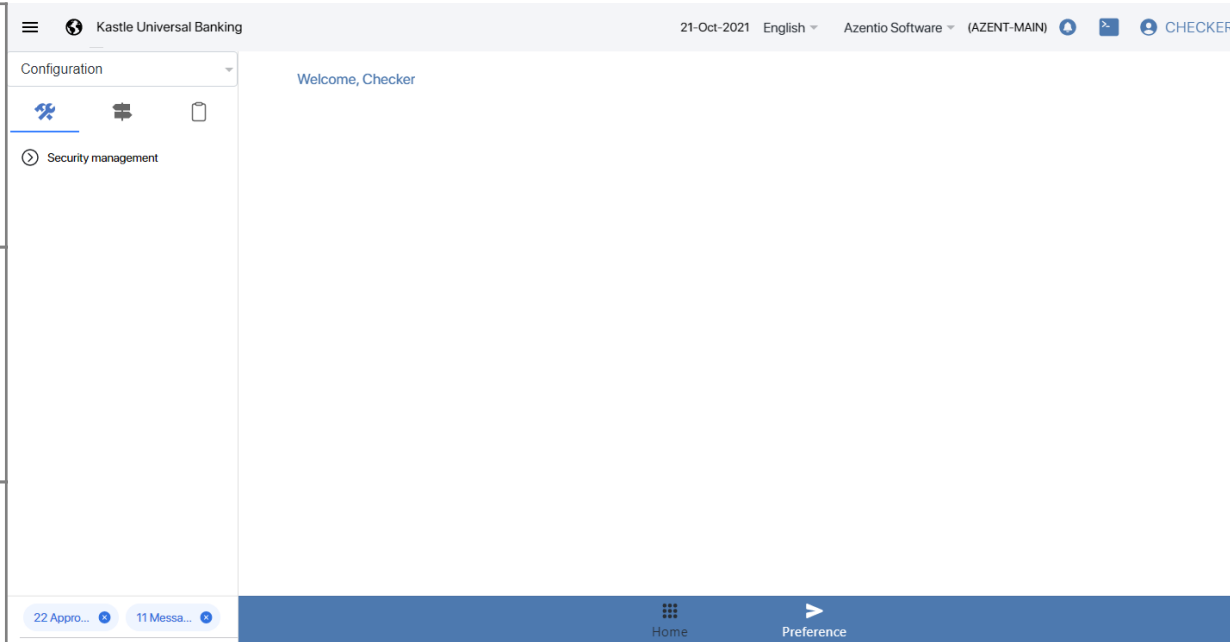 Kastle Universal Banking
21-Oct-2021 English Azentio Software (AZENT-MAIN) CHECKER
Configuration
Welcome, Checker
Security management
22 Appro... 11 Messa...
Home Preference